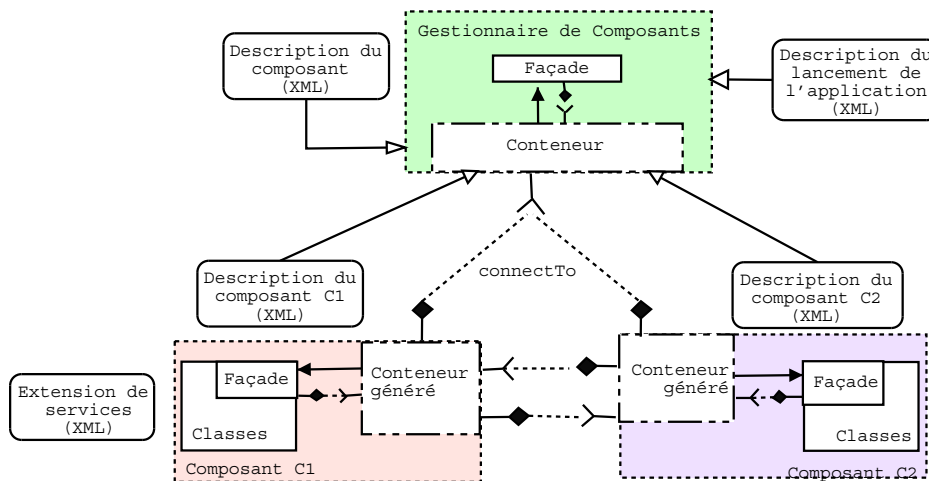 Gestionnaire de Composants
Façade
Conteneur
Description du
composant
(XML)
Description du
lancement de
l'application
(XML)
Description du
composant C1
(XML)
connectTo
Description du
composant C2
(XML)
Extension de
services
(XML)
Façade
Classes
Composant C1
Conteneur
généré
Conteneur
généré
Façade
Classes
Composant C2